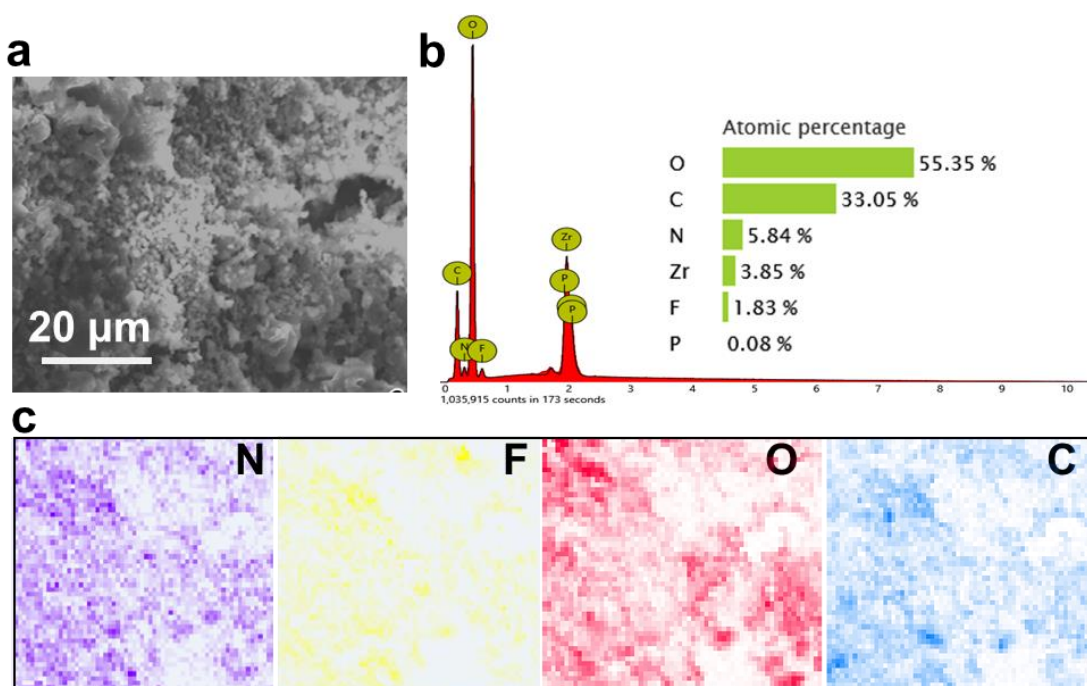 a
20 μm
b
O
C
N
F
Zr
P
P
Atomic percentage
O 55.35 %
C 33.05 %
N 5.84 %
Zr 3.85 %
F 1.83 %
P 0.08 %
0 1 2 3 4 5 6 7 8 9 10
1,035,915 counts in 173 seconds
c
N F O C